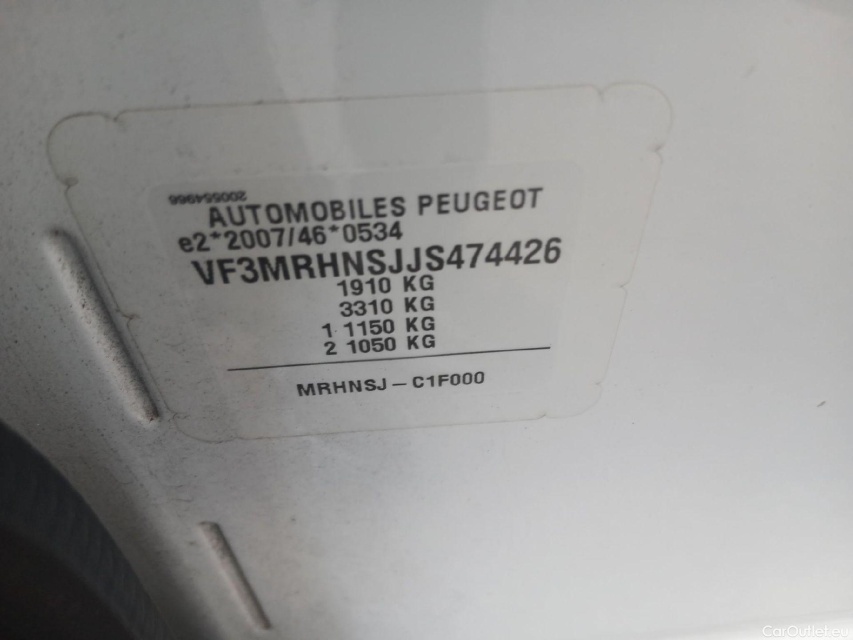 200554966
AUTOMOBILES PEUGEOT
e2*2007/46*0534
VF3MRHNSJJS474426
1910 KG
3310 KG
1 1150 KG
2 1050 KG
MRHNSJ – C1F000
CarOutlet.eu